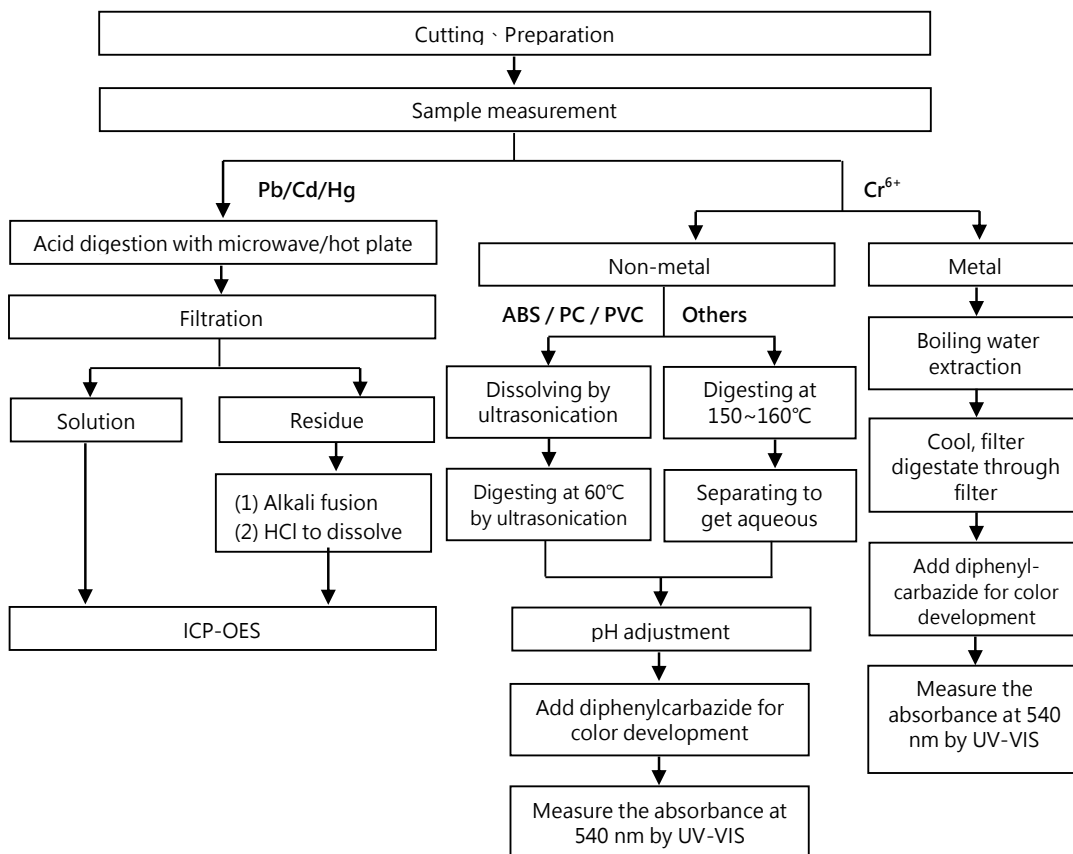 Cutting、Preparation
Sample measurement
Pb/Cd/Hg
Cr⁶⁺
Acid digestion with microwave/hot plate
Non-metal
Metal
Filtration
ABS / PC / PVC
Others
Boiling water
extraction
Solution
Residue
Dissolving by
ultrasonication
Digesting at
150~160℃
Cool, filter
digestate through
filter
(1) Alkali fusion
(2) HCl to dissolve
Digesting at 60℃
by ultrasonication
Separating to
get aqueous
Add diphenyl-
carbazide for color
development
ICP-OES
pH adjustment
Measure the
absorbance at 540
nm by UV-VIS
Add diphenylcarbazide for
color development
Measure the absorbance at
540 nm by UV-VIS